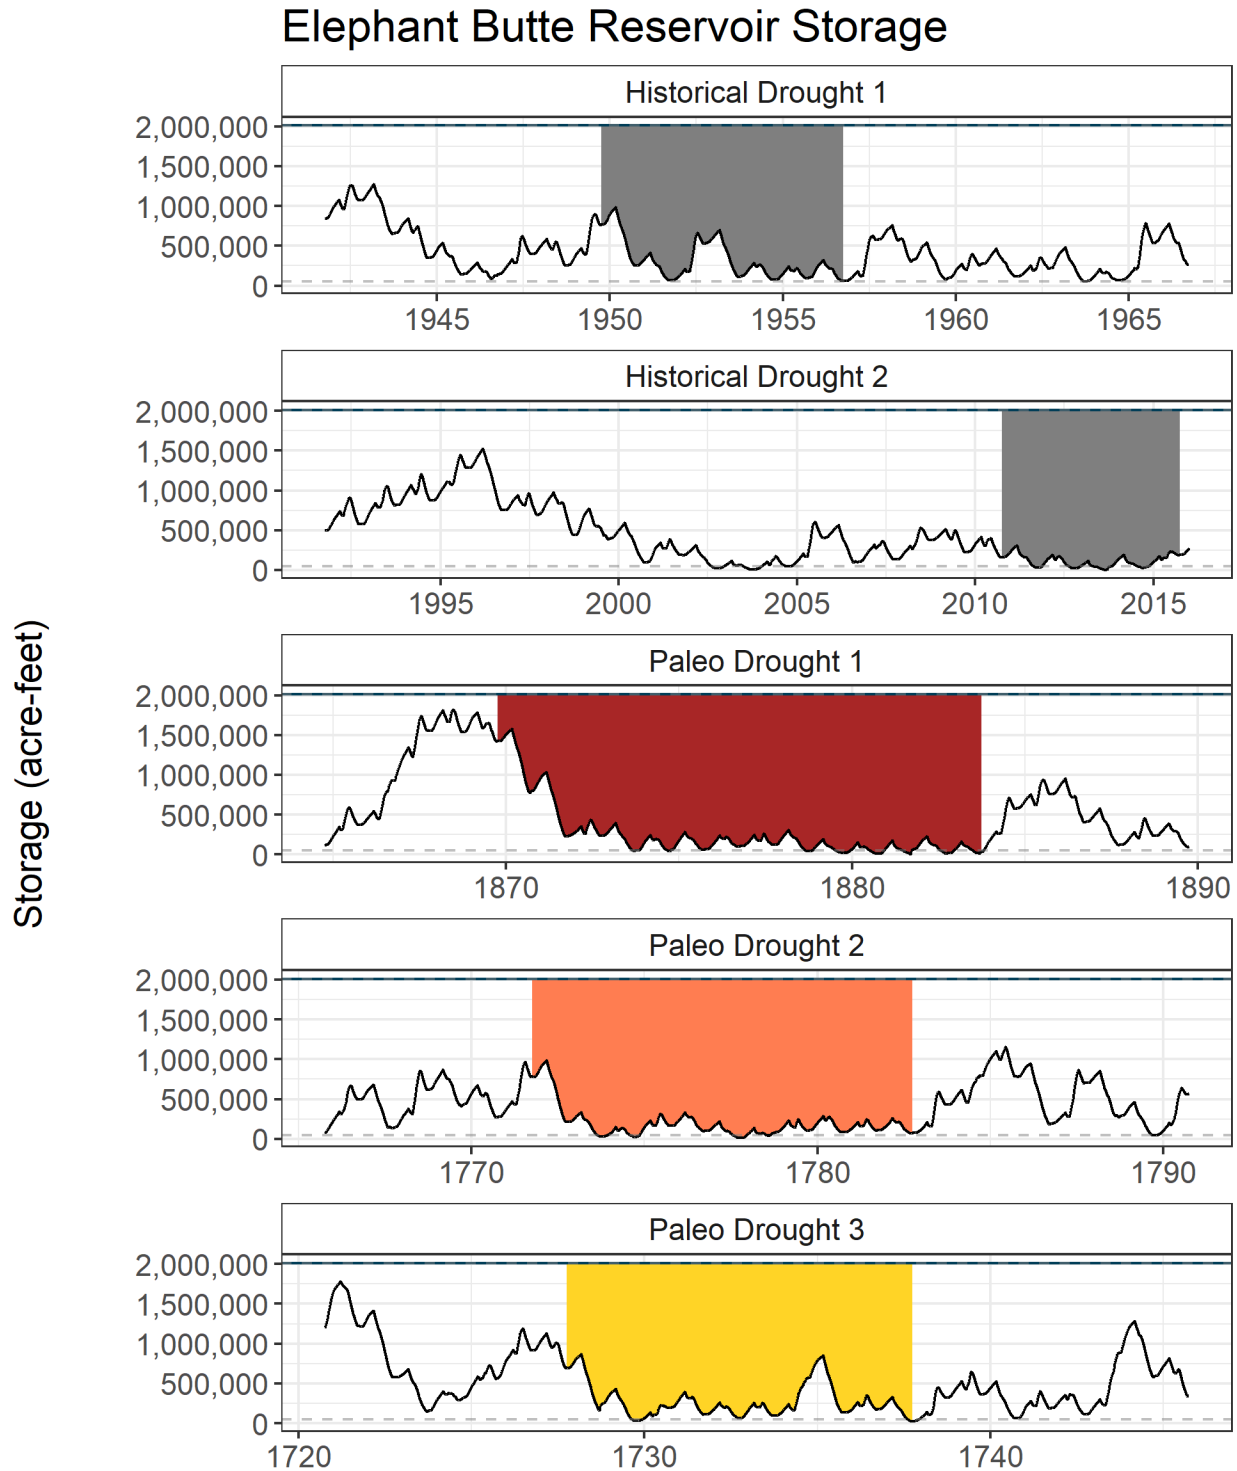 Elephant Butte Reservoir Storage
Historical Drought 1
2,000,000
1,500,000
1,000,000
500,000
0
1945 1950 1955 1960 1965
Historical Drought 2
2,000,000
1,500,000
1,000,000
500,000
0
1995 2000 2005 2010 2015
Storage (acre-feet)
Paleo Drought 1
2,000,000
1,500,000
1,000,000
500,000
0
1870 1880 1890
Paleo Drought 2
2,000,000
1,500,000
1,000,000
500,000
0
1770 1780 1790
Paleo Drought 3
2,000,000
1,500,000
1,000,000
500,000
0
1720 1730 1740